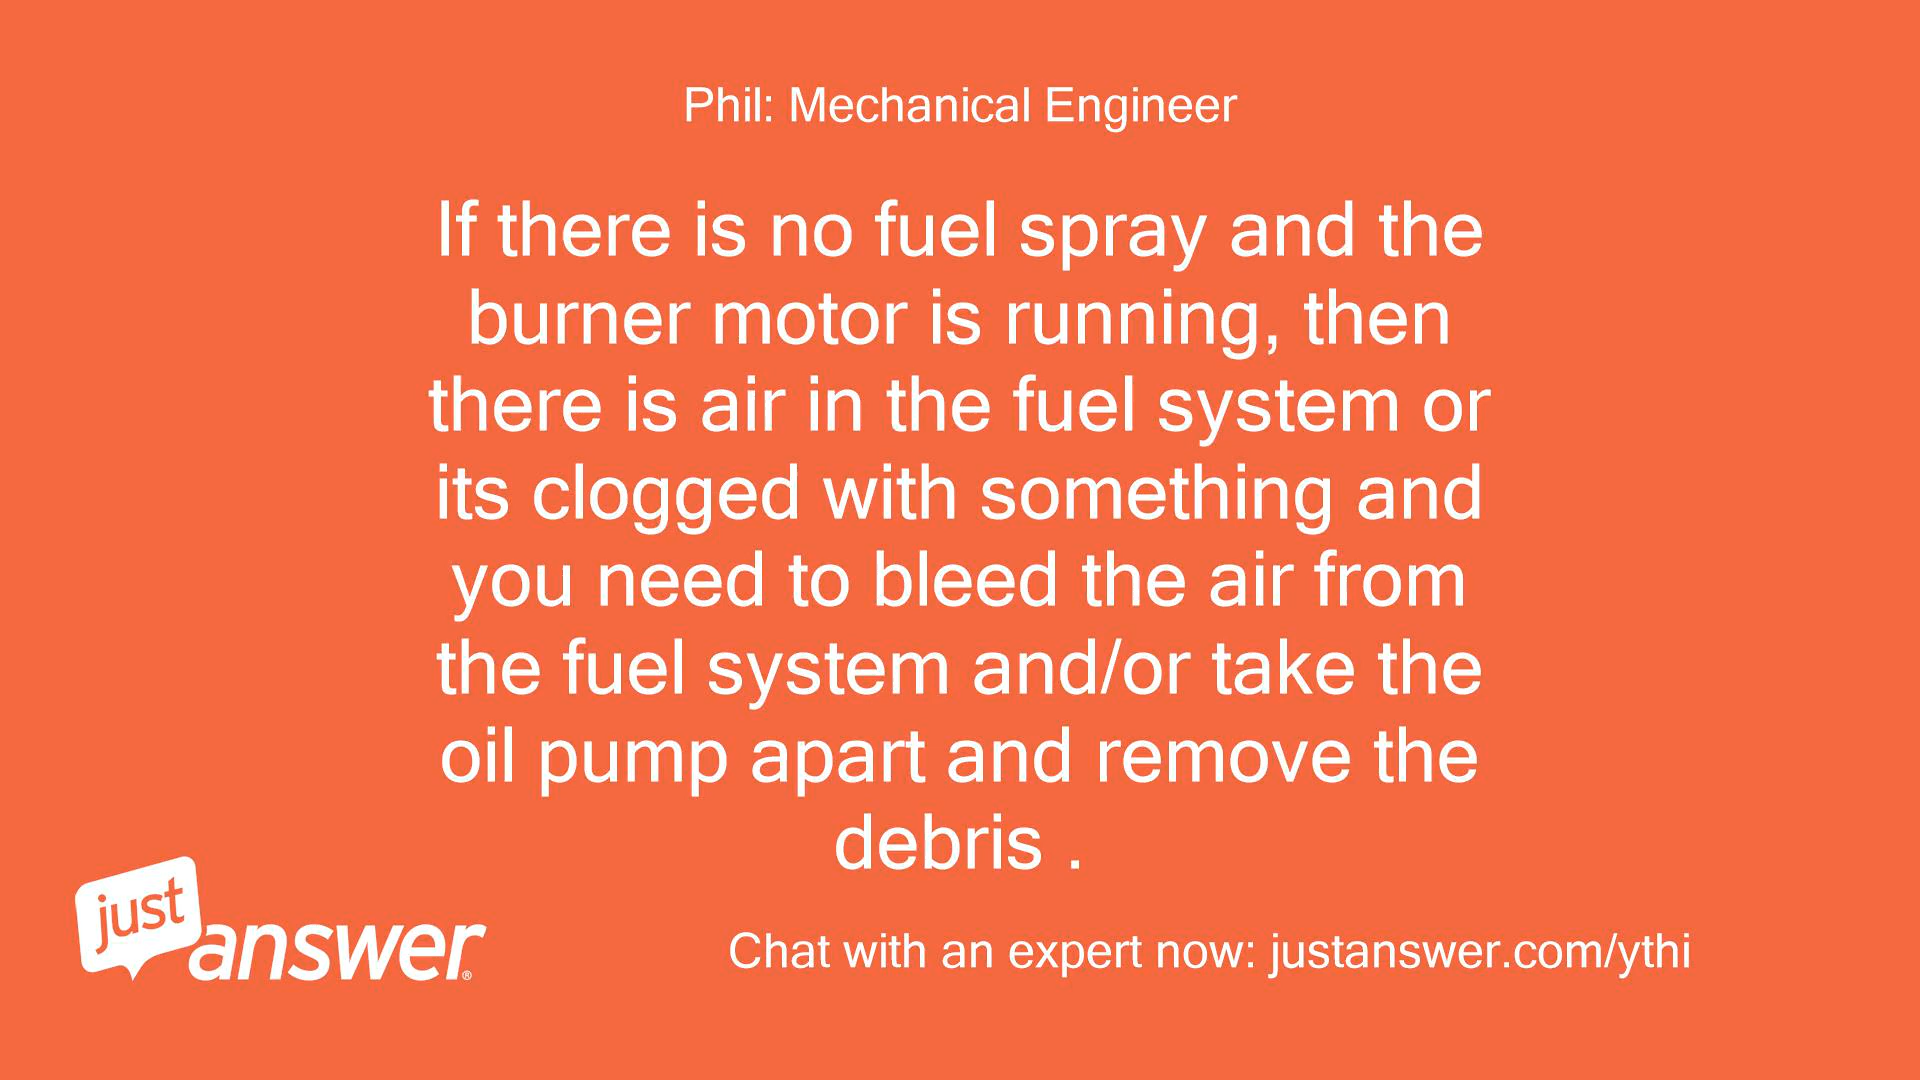 Phil: Mechanical Engineer
If there is no fuel spray and the
burner motor is running, then
there is air in the fuel system or
its clogged with something and
you need to bleed the air from
the fuel system and/or take the
oil pump apart and remove the
debris .
just
answer®
Chat with an expert now: justanswer.com/ythi